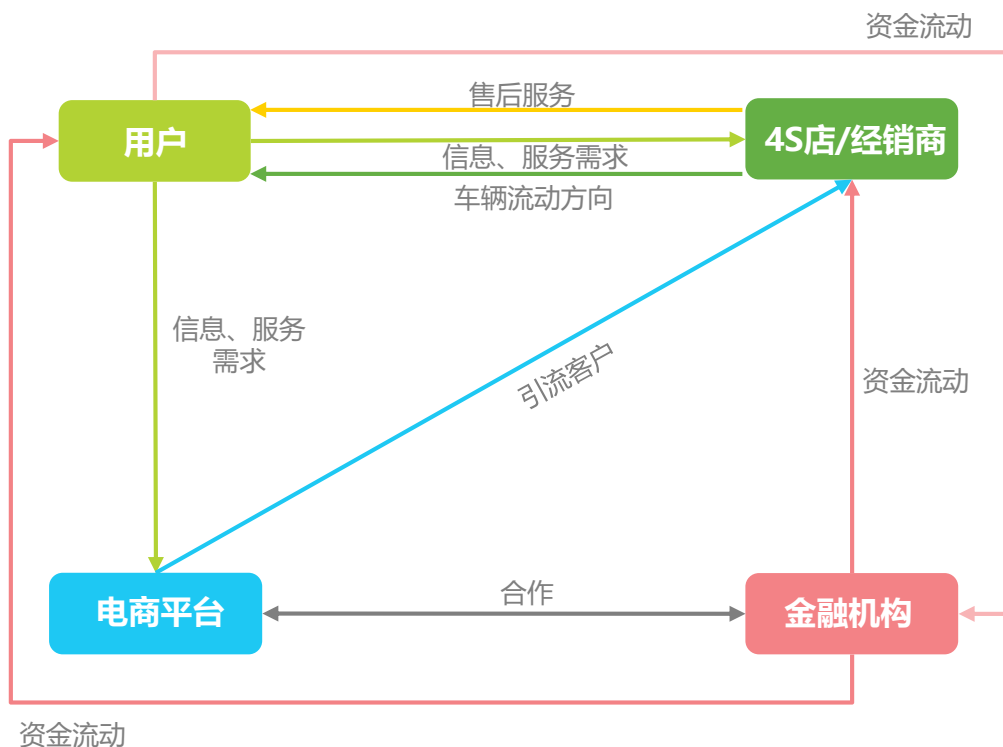 资金流动
售后服务
用户
4S店/经销商
信息、服务需求
车辆流动方向
信息、服务
需求
引流客户
资金流动
合作
电商平台
金融机构
资金流动